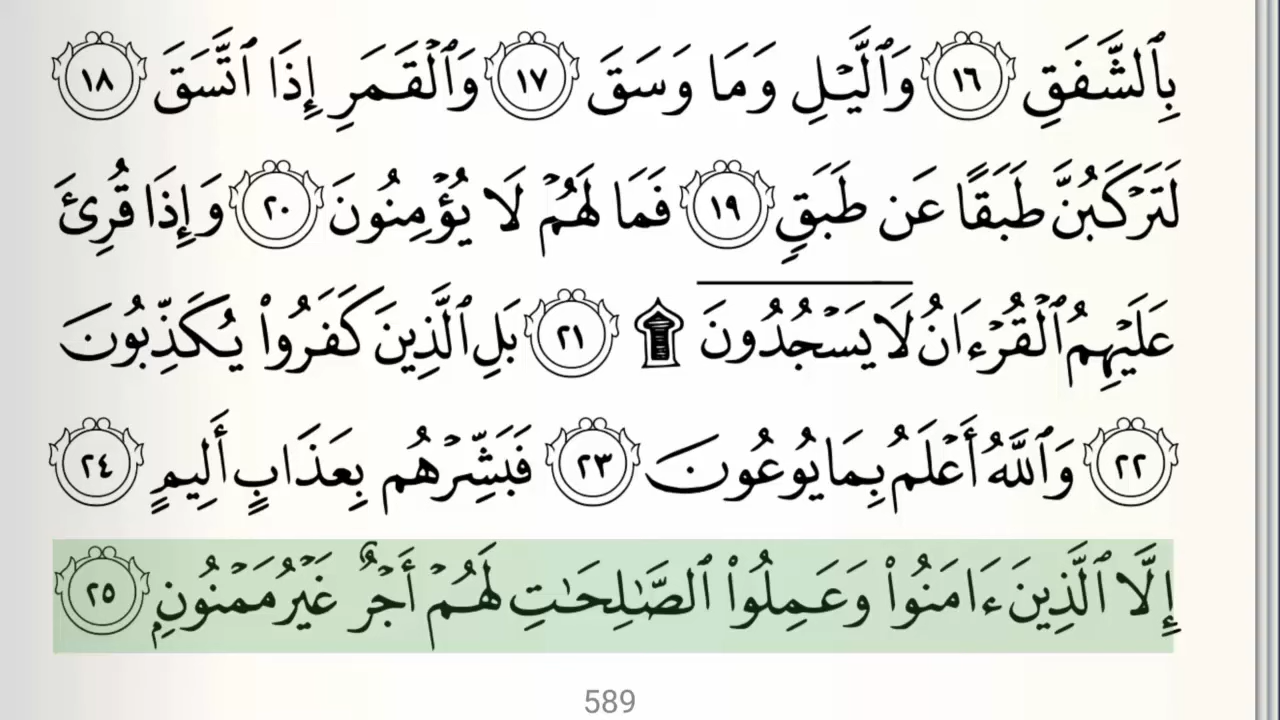 بِٱلشَّفَقِ ١٦ وَٱلَّيۡلِ وَمَا وَسَقَ ١٧ وَٱلۡقَمَرِ إِذَا ٱتَّسَقَ ١٨
لَتَرۡكَبُنَّ طَبَقًا عَن طَبَقٖ ١٩ فَمَا لَهُمۡ لَا يُؤۡمِنُونَ ٢٠ وَإِذَا قُرِئَ
عَلَيۡهِمُ ٱلۡقُرۡءَانُ لَا يَسۡجُدُونَ ۩ ٢١ بَلِ ٱلَّذِينَ كَفَرُواْ يُكَذِّبُونَ
٢٢ وَٱللَّهُ أَعۡلَمُ بِمَا يُوعُونَ ٢٣ فَبَشِّرۡهُم بِعَذَابٍ أَلِيمٍ ٢٤
إِلَّا ٱلَّذِينَ ءَامَنُواْ وَعَمِلُواْ ٱلصَّٰلِحَٰتِ لَهُمۡ أَجۡرٌ غَيۡرُ مَمۡنُونِۭ ٢٥
589